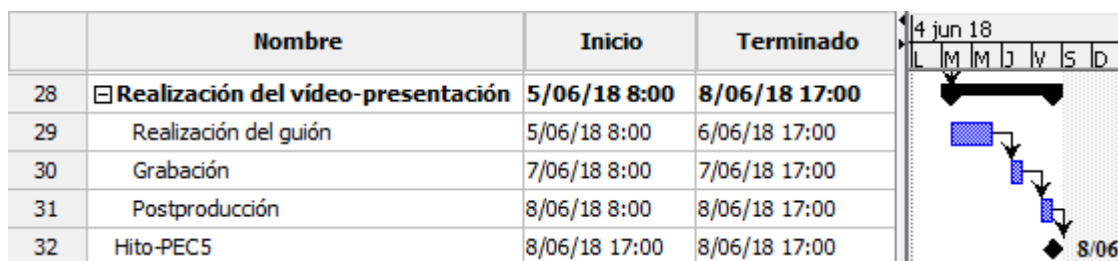 Nombre Inicio Terminado 4 jun 18
L M M J V S D
28 Realización del vídeo-presentación 5/06/18 8:00 8/06/18 17:00
29 Realización del guión 5/06/18 8:00 6/06/18 17:00
30 Grabación 7/06/18 8:00 7/06/18 17:00
31 Postproducción 8/06/18 8:00 8/06/18 17:00
32 Hito-PEC5 8/06/18 17:00 8/06/18 17:00 8/06